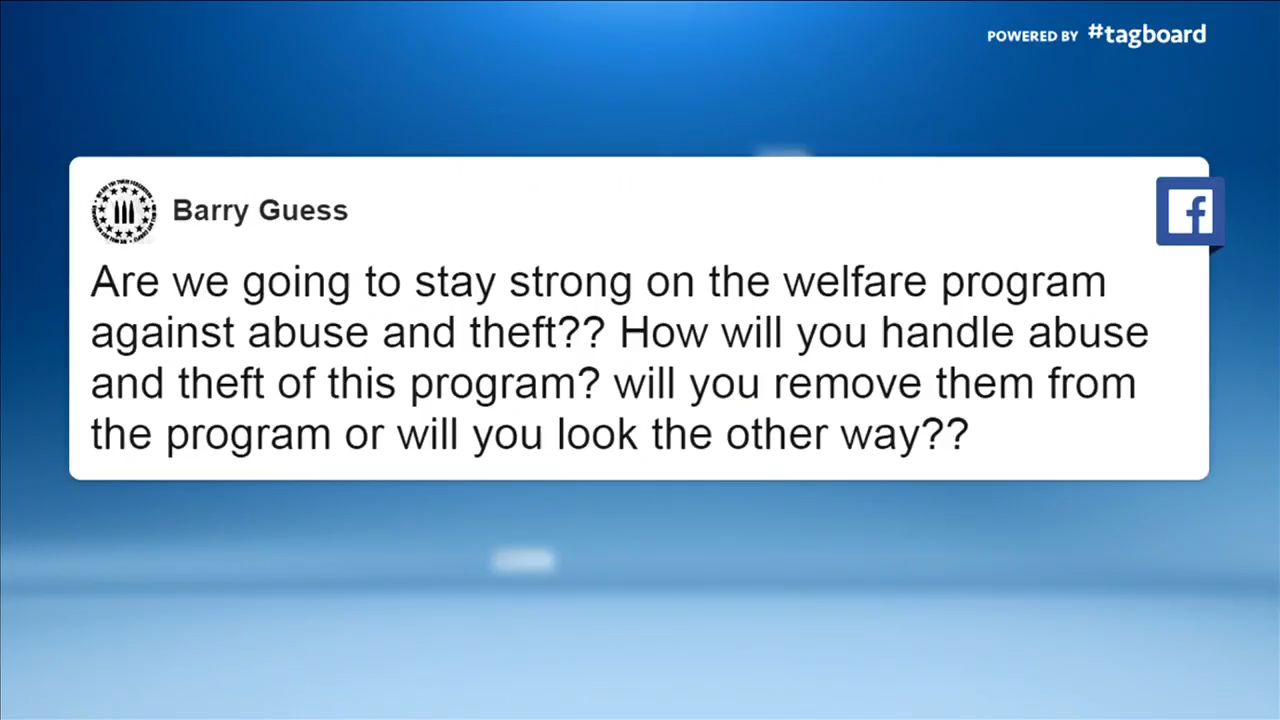 POWERED BY #tagboard
Barry Guess
Are we going to stay strong on the welfare program
against abuse and theft?? How will you handle abuse
and theft of this program? will you remove them from
the program or will you look the other way??